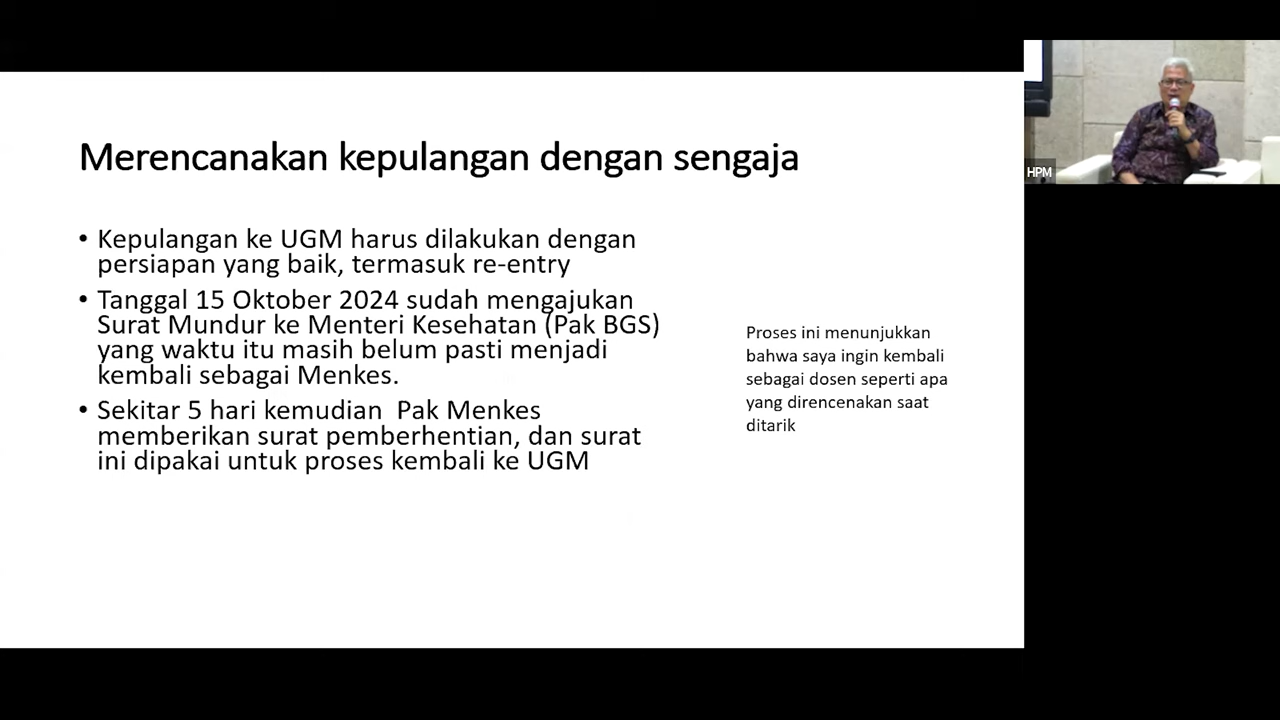 Merencanakan kepulangan dengan sengaja
• Kepulangan ke UGM harus dilakukan dengan
persiapan yang baik, termasuk re-entry
• Tanggal 15 Oktober 2024 sudah mengajukan
Surat Mundur ke Menteri Kesehatan (Pak BGS)
yang waktu itu masih belum pasti menjadi
kembali sebagai Menkes.
• Sekitar 5 hari kemudian  Pak Menkes
memberikan surat pemberhentian, dan surat
ini dipakai untuk proses kembali ke UGM
Proses ini menunjukkan
bahwa saya ingin kembali
sebagai dosen seperti apa
yang direncenakan saat
ditarik
HPM